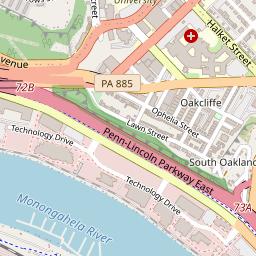 University
Halket Street
Avenue
PA 885
72B
Oakcliffe
Ophelia Street
Lawn Street
Technology Drive
Penn-Lincoln Parkway East
South Oakland
Technology Drive
Monongahela
River
73A